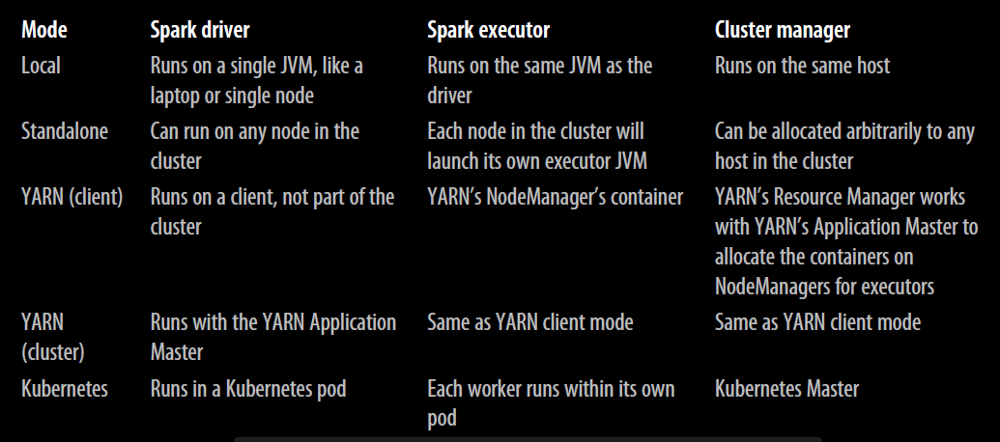 Mode Spark driver Spark executor Cluster manager
Local Runs on a single JVM, like a Runs on the same JVM as the Runs on the same host
laptop or single node driver
Standalone Can run on any node in the Each node in the cluster will Can be allocated arbitrarily to any
cluster launch its own executor JVM host in the cluster
YARN (client) Runs on a client, not part of the YARN’s NodeManager’s container YARN’s Resource Manager works
cluster with YARN’s Application Master to
allocate the containers on
NodeManagers for executors
YARN Runs with the YARN Application Same as YARN client mode Same as YARN client mode
(cluster) Master
Kubernetes Runs in a Kubernetes pod Each worker runs within its own Kubernetes Master
pod